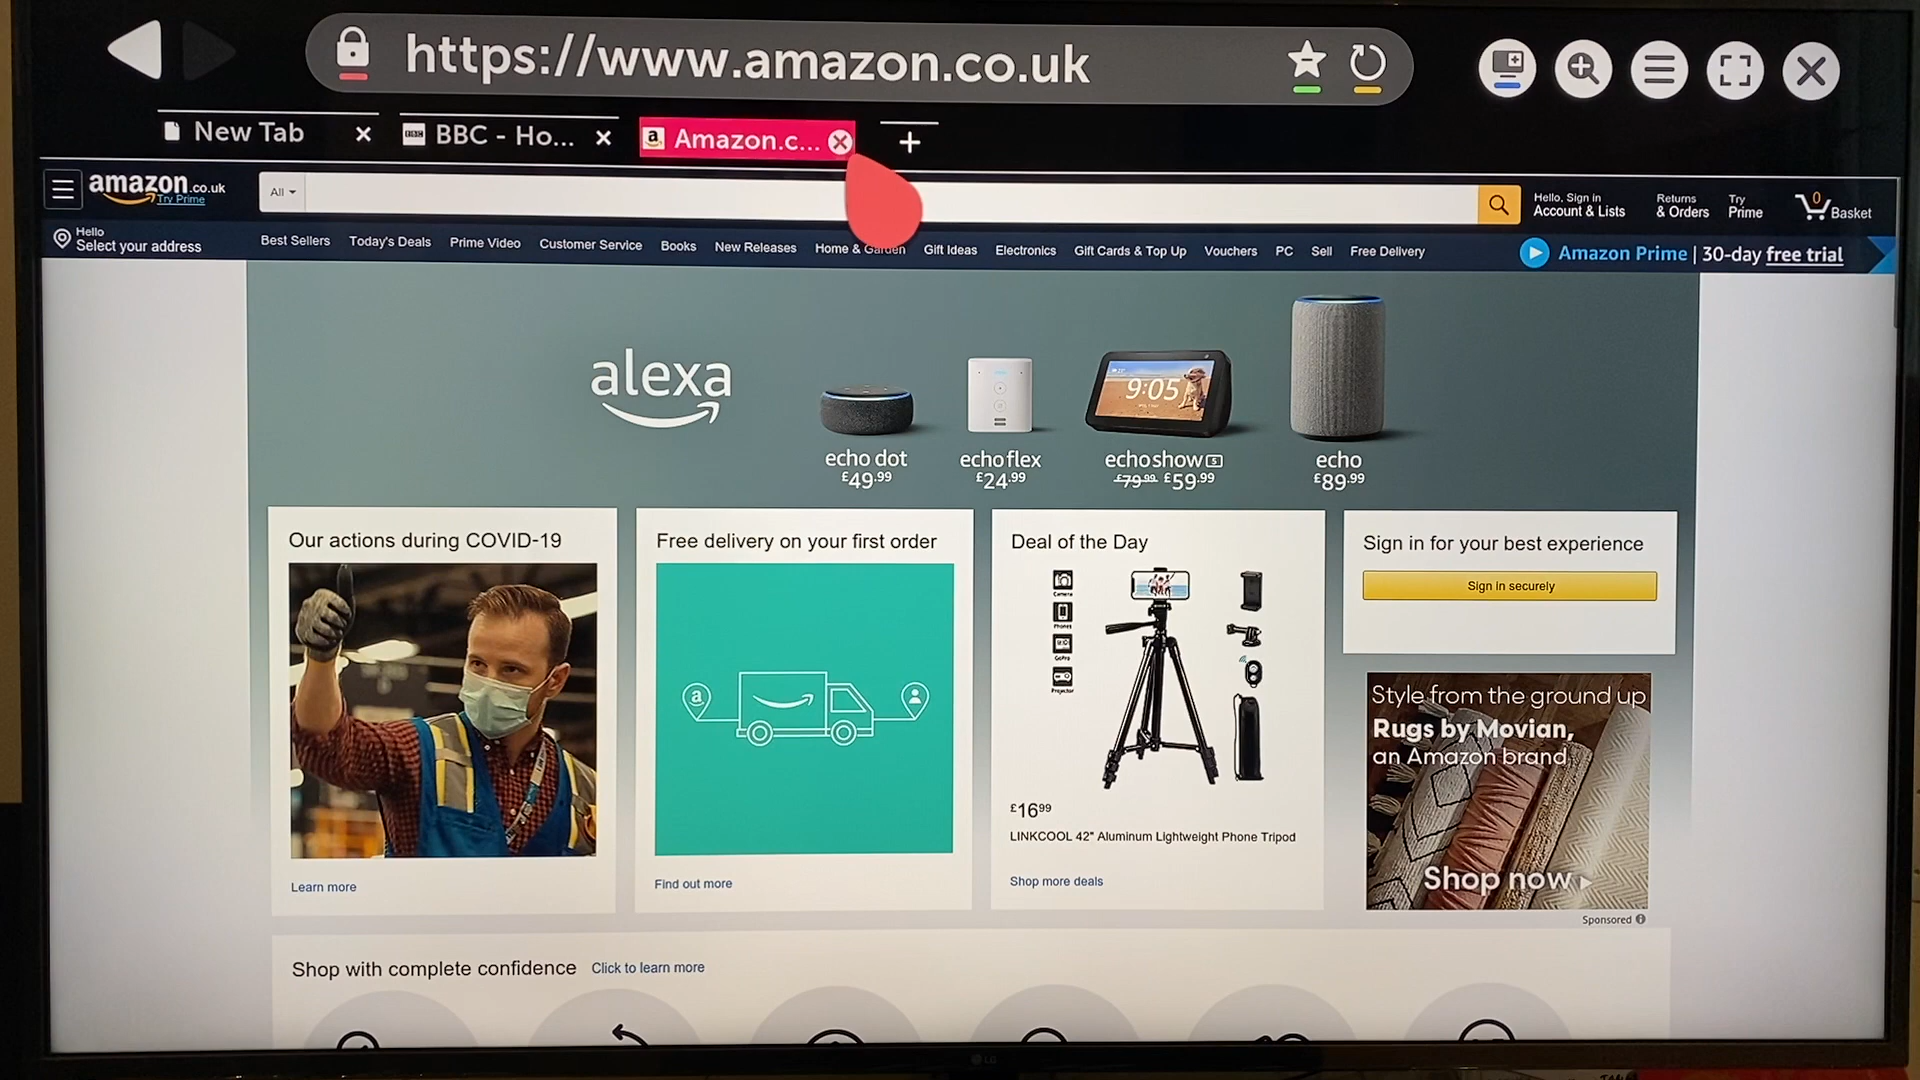 https://www.amazon.co.uk
New Tab
BBC - Ho...
Amazon.c...
amazon.co.uk
Try Prime
All
Hello, Sign in
Account & Lists
Returns
& Orders
Try
Prime
0
Basket
Hello
Select your address
Best Sellers
Today's Deals
Prime Video
Customer Service
Books
New Releases
Home & Garden
Gift Ideas
Electronics
Gift Cards & Top Up
Vouchers
PC
Sell
Free Delivery
Amazon Prime | 30-day free trial
alexa
9:05
echo dot
£49.99
echo flex
£24.99
echo show 5
£79.99 £59.99
echo
£89.99
Our actions during COVID-19
Learn more
Free delivery on your first order
a
Find out more
Deal of the Day
Camera
Phones
GoPro
Projector
£1699
LINKCOOL 42" Aluminum Lightweight Phone Tripod
Shop more deals
Sign in for your best experience
Sign in securely
Style from the ground up
Rugs by Movian,
an Amazon brand
Shop now
Sponsored
Shop with complete confidence
Click to learn more
LG